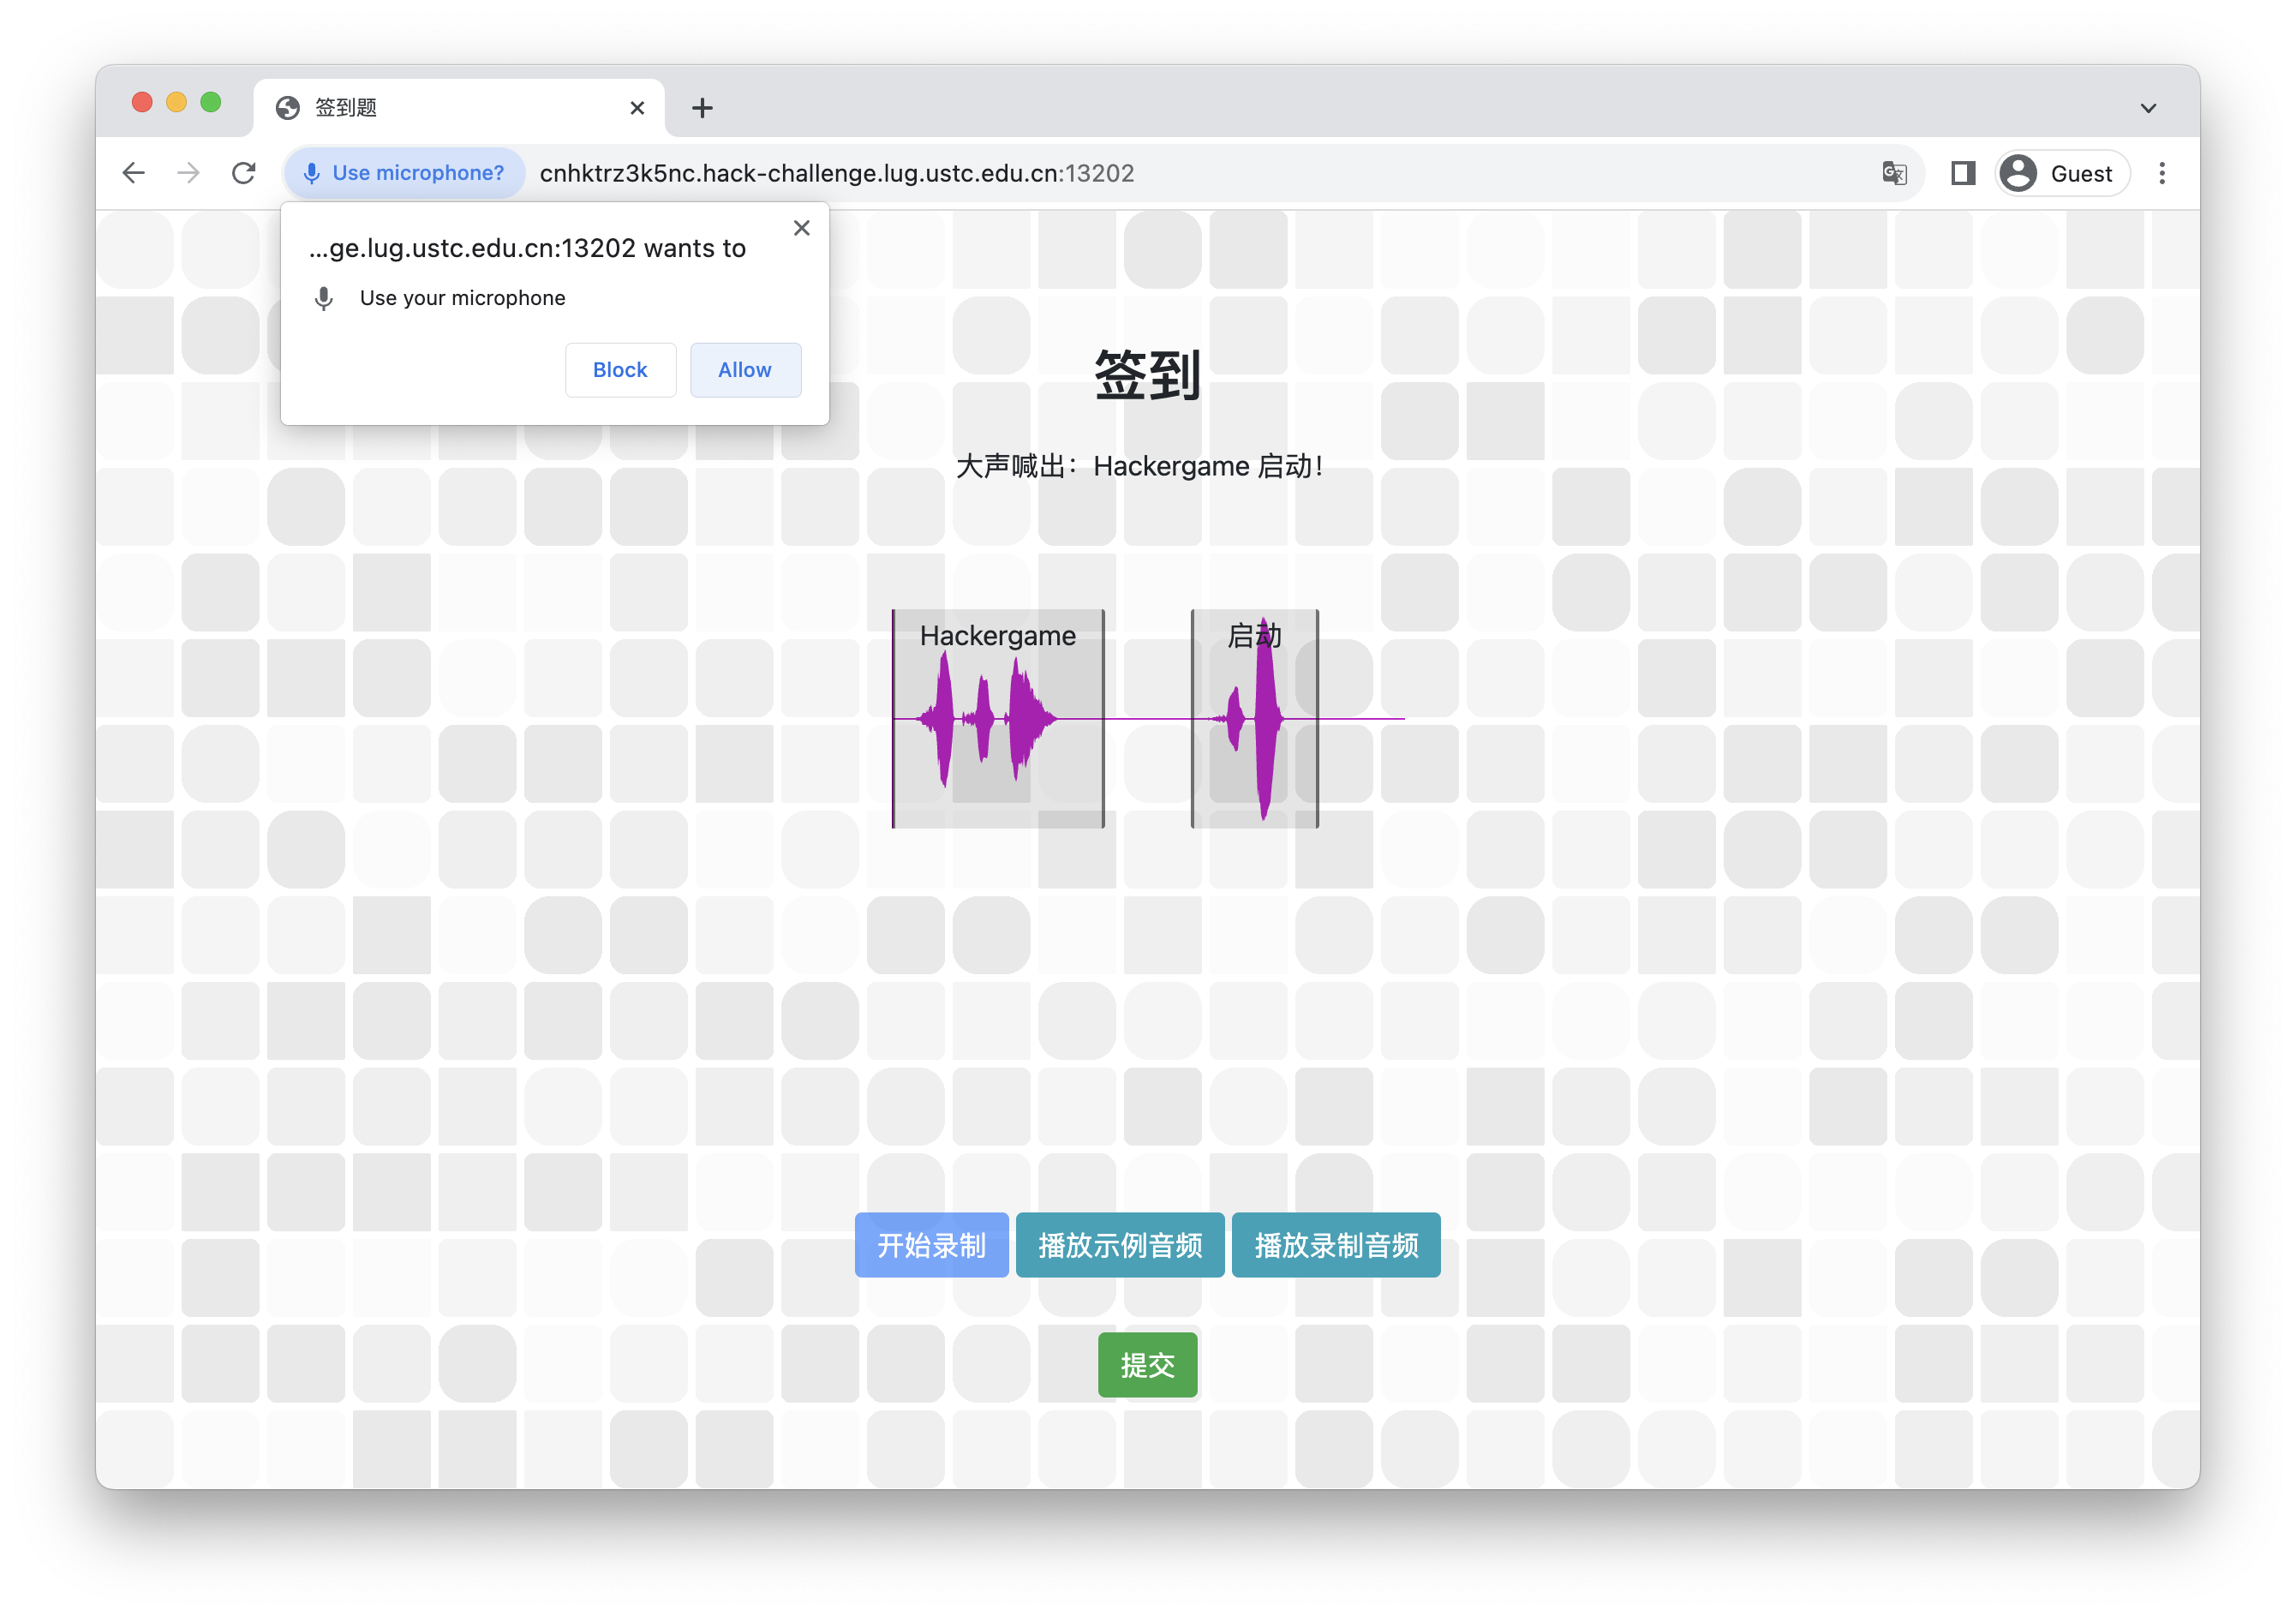 签到题
Use microphone?
cnhktrz3k5nc.hack-challenge.lug.ustc.edu.cn:13202
Guest
...ge.lug.ustc.edu.cn:13202 wants to
Use your microphone
Block
Allow
签到
大声喊出：Hackergame 启动！
Hackergame
启动
开始录制
播放示例音频
播放录制音频
提交